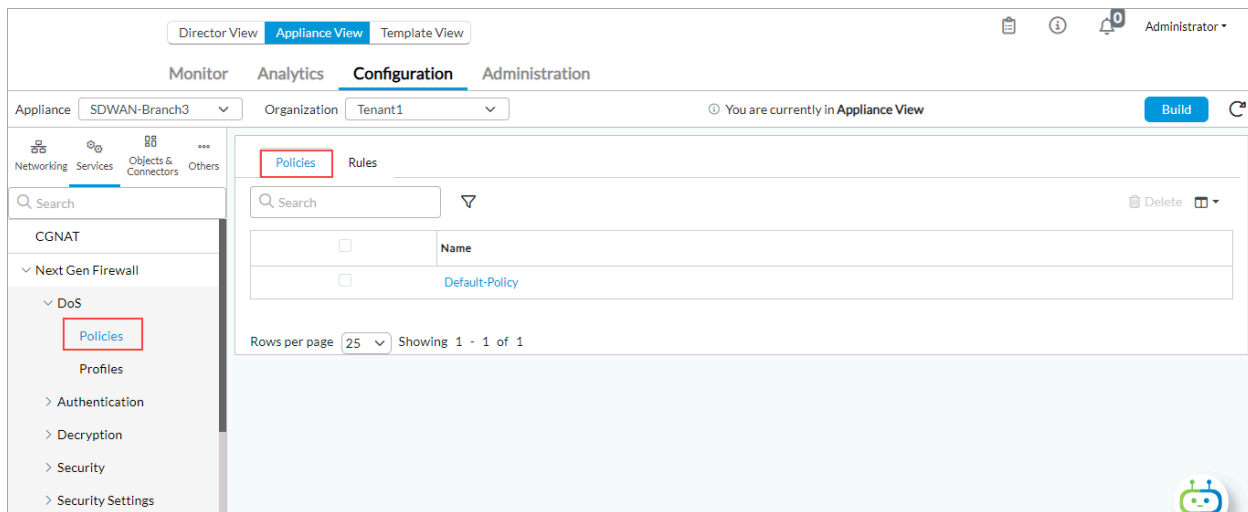 Director View Appliance View Template View
0
Administrator
Monitor Analytics Configuration Administration
Appliance SDWAN-Branch3 Organization Tenant1 You are currently in Appliance View Build
Networking Services Objects & Connectors Others
Search
CGNAT
Next Gen Firewall
DoS
Policies
Profiles
Authentication
Decryption
Security
Security Settings
Policies Rules
Search Delete
Name
Default-Policy
Rows per page 25 Showing 1 - 1 of 1